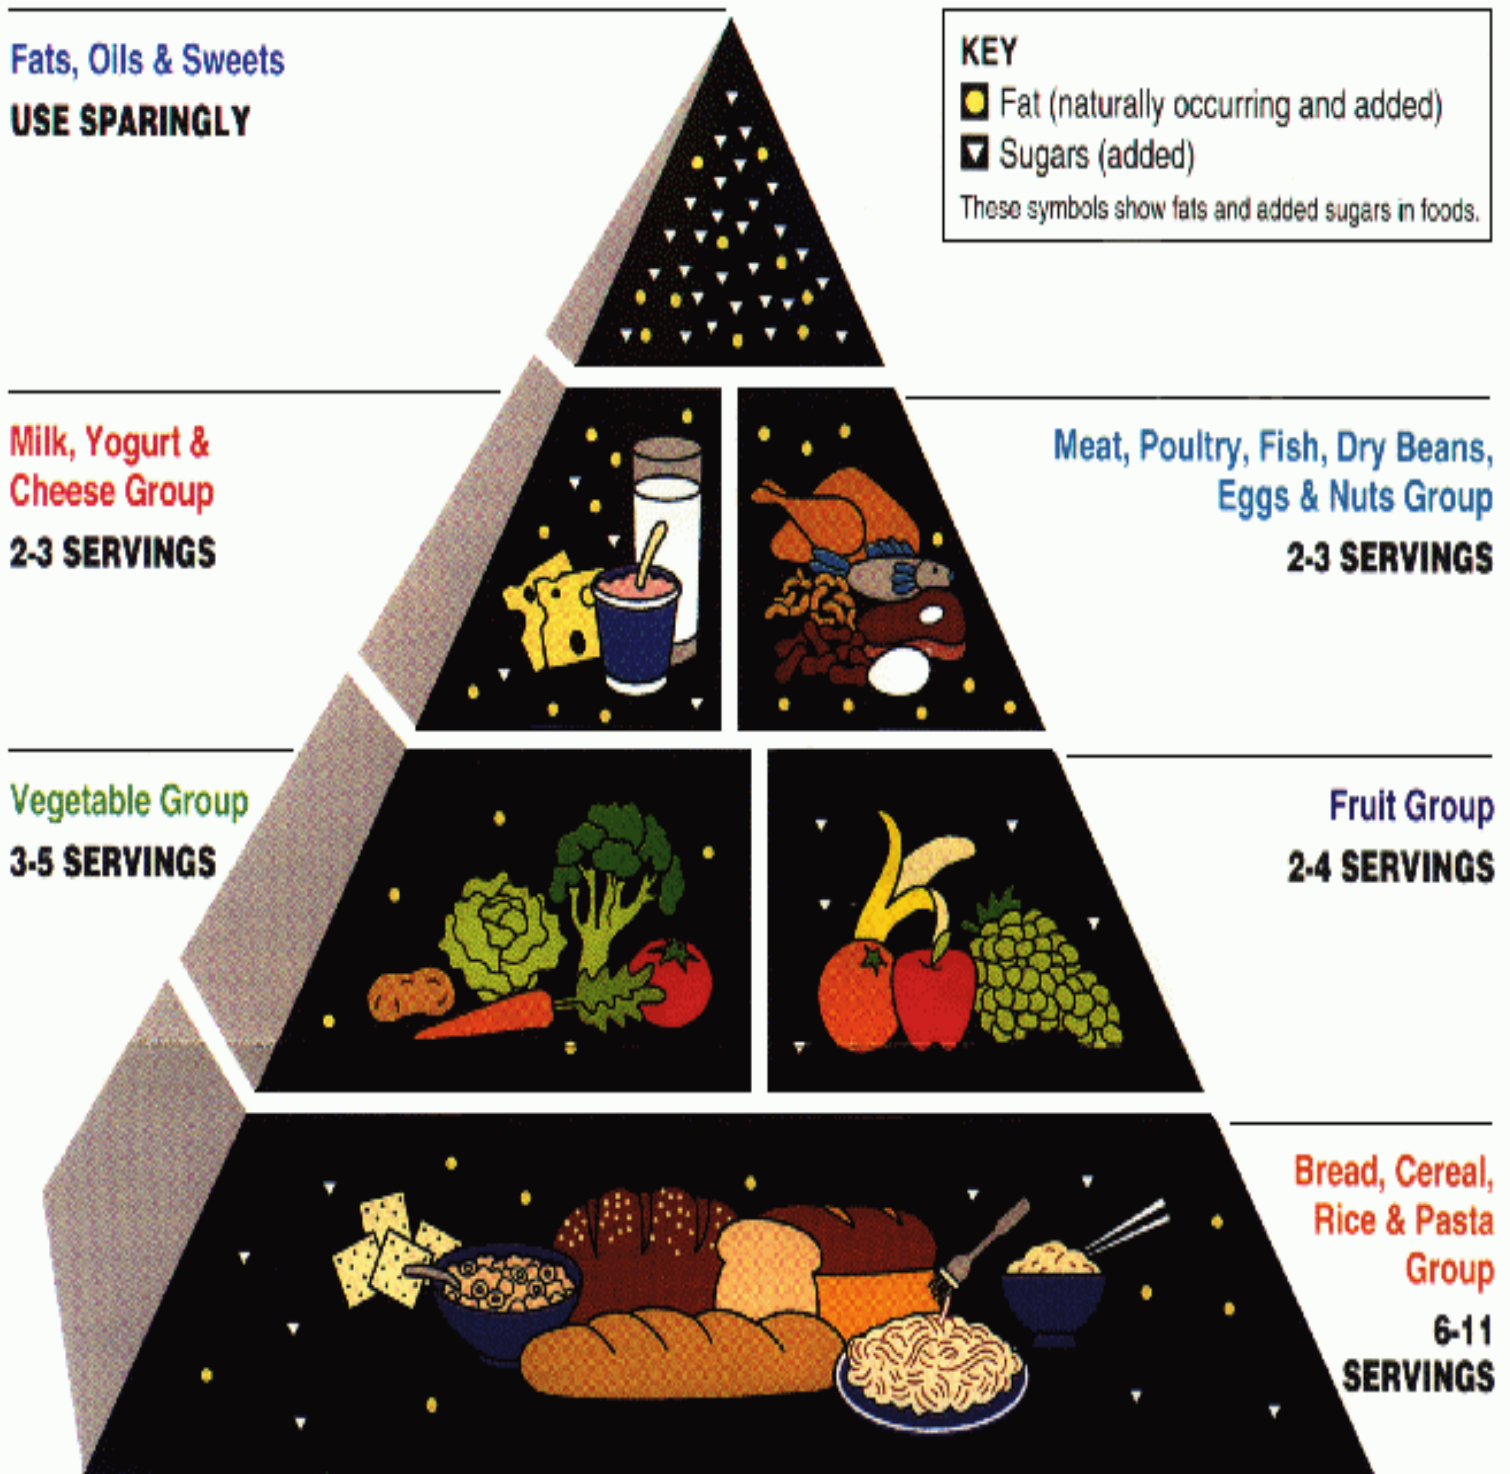 Fats, Oils & Sweets
USE SPARINGLY
KEY
Fat (naturally occurring and added)
Sugars (added)
These symbols show fats and added sugars in foods.
Milk, Yogurt &
Cheese Group
2-3 SERVINGS
Meat, Poultry, Fish, Dry Beans,
Eggs & Nuts Group
2-3 SERVINGS
Vegetable Group
3-5 SERVINGS
Fruit Group
2-4 SERVINGS
Bread, Cereal,
Rice & Pasta
Group
6-11
SERVINGS